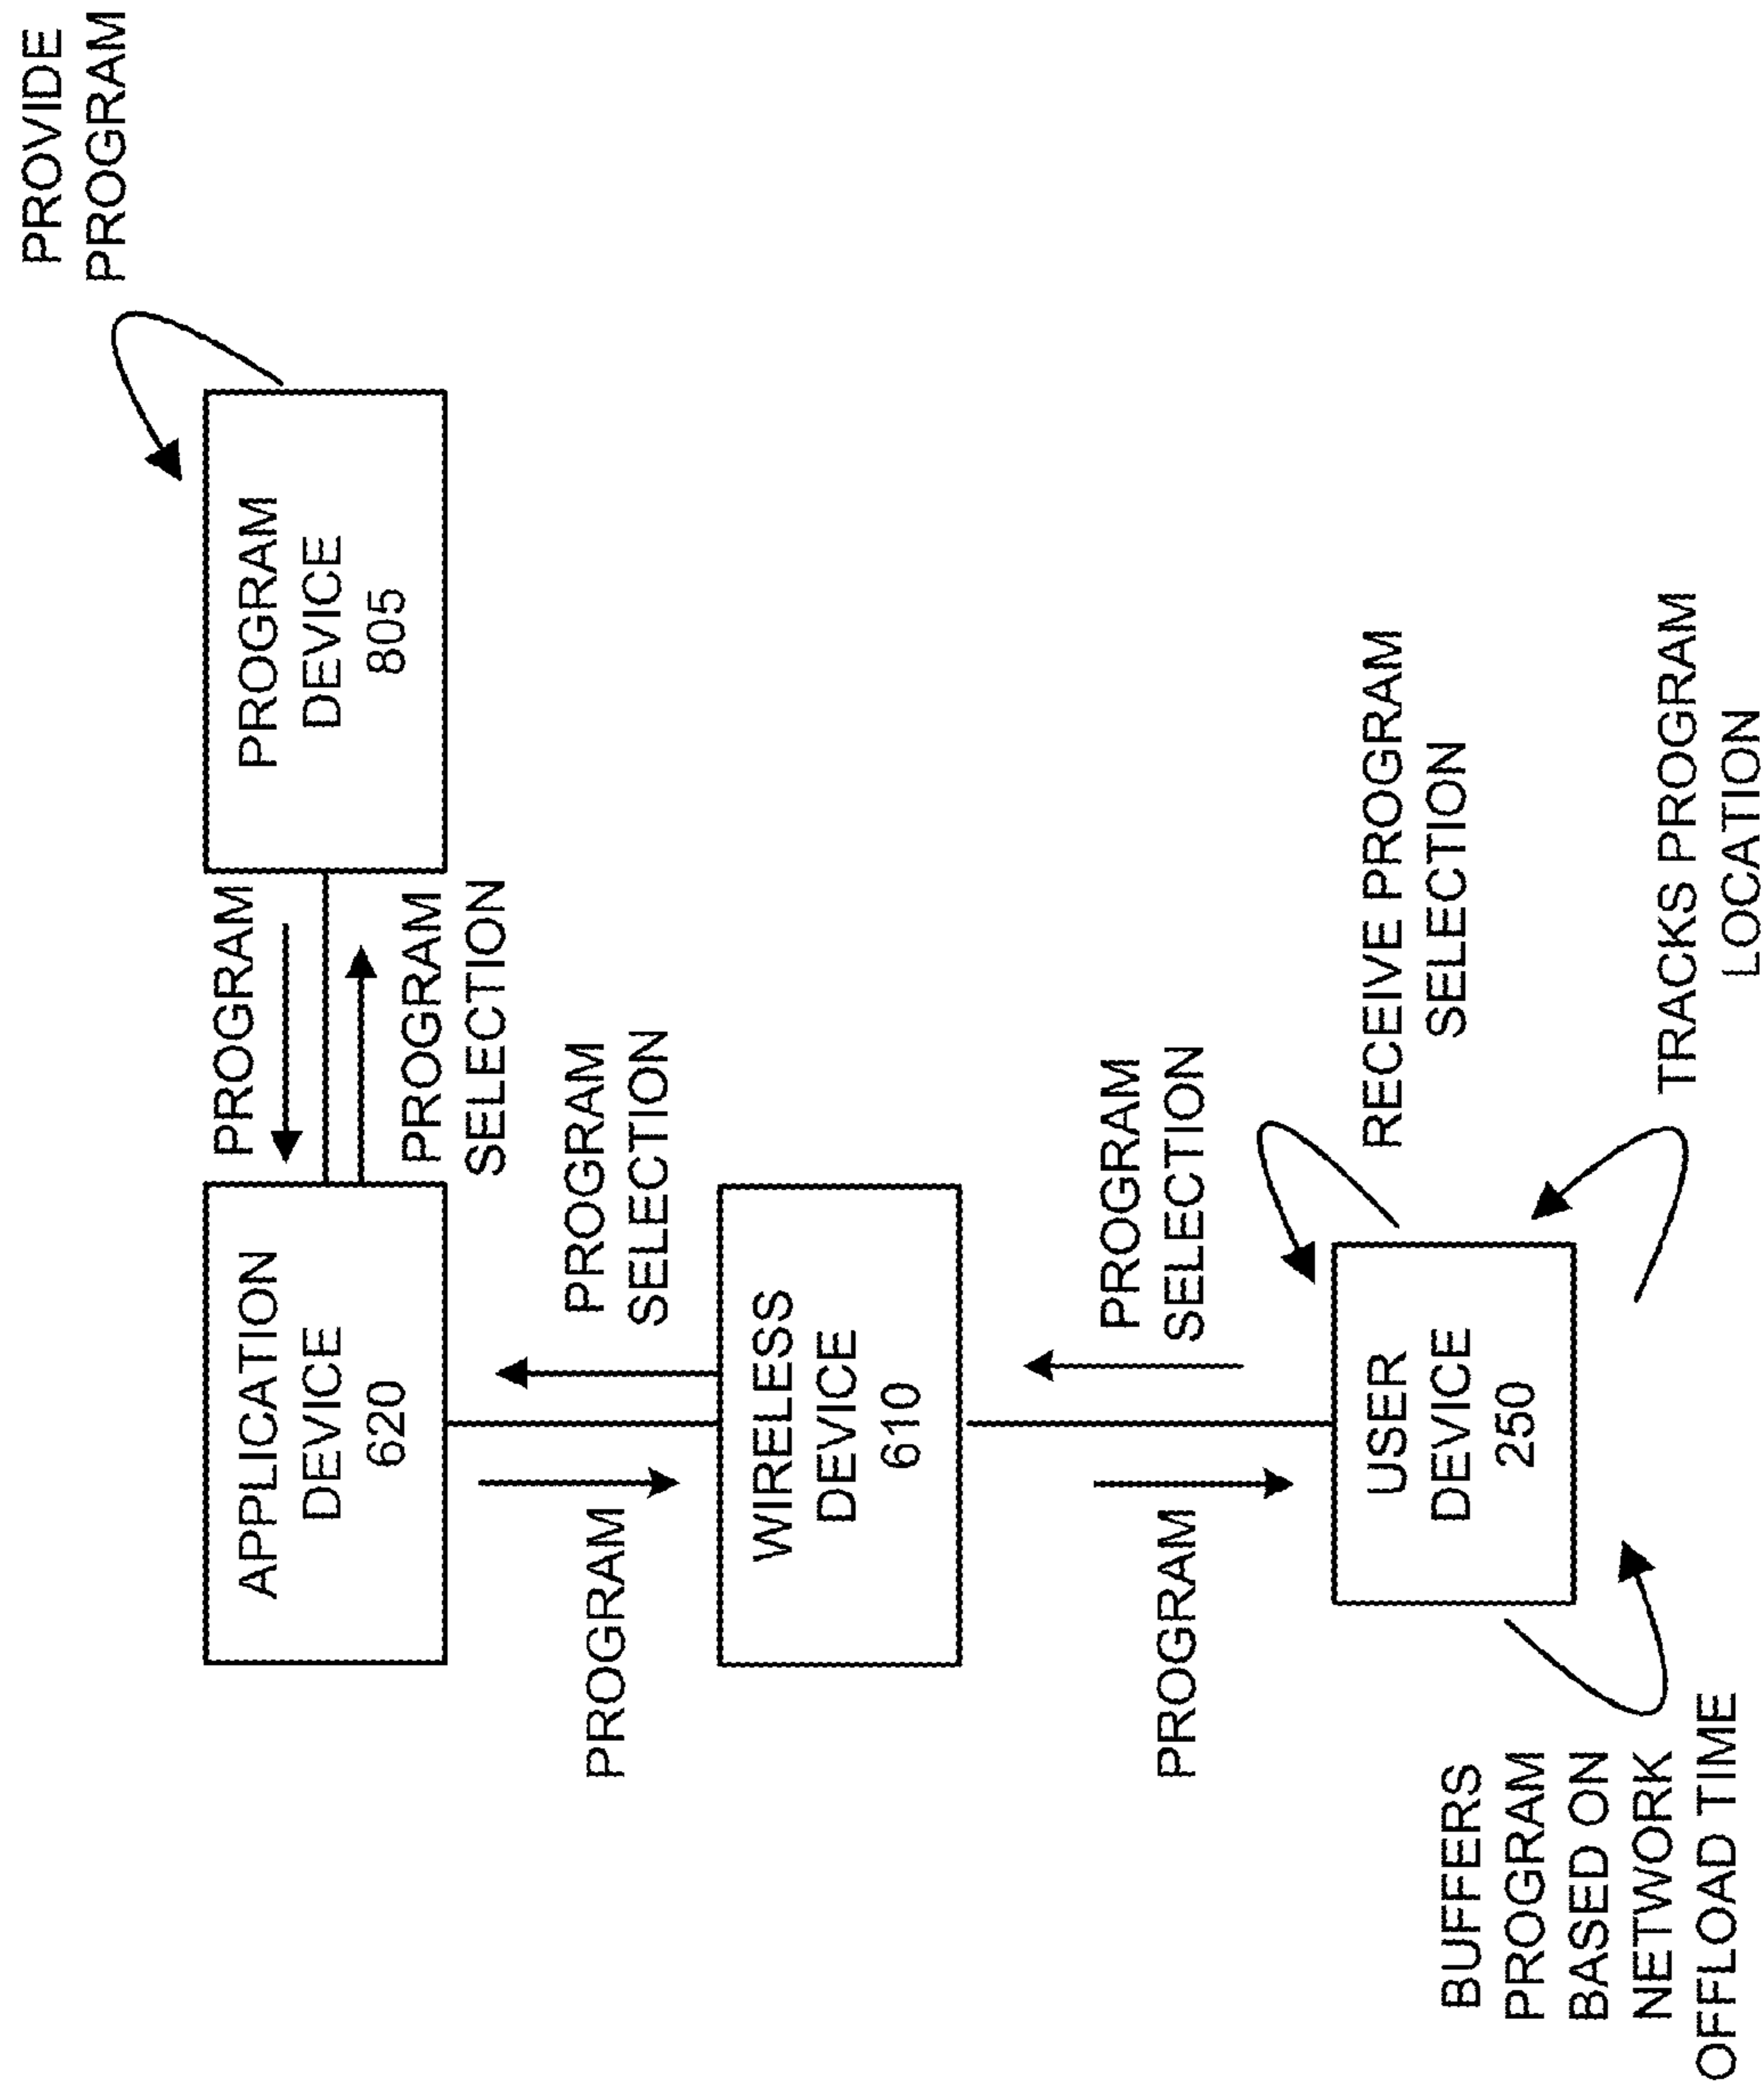 PROVIDE
PROGRAM
PROGRAM
DEVICE
805
PROGRAM
PROGRAM
SELECTION
APPLICATION
DEVICE
620
PROGRAM
SELECTION
PROGRAM
WIRELESS
DEVICE
610
PROGRAM
SELECTION
PROGRAM
RECEIVE PROGRAM
SELECTION
USER
DEVICE
250
TRACKS PROGRAM
LOCATION
BUFFERS
PROGRAM
BASED ON
NETWORK
OFFLOAD TIME